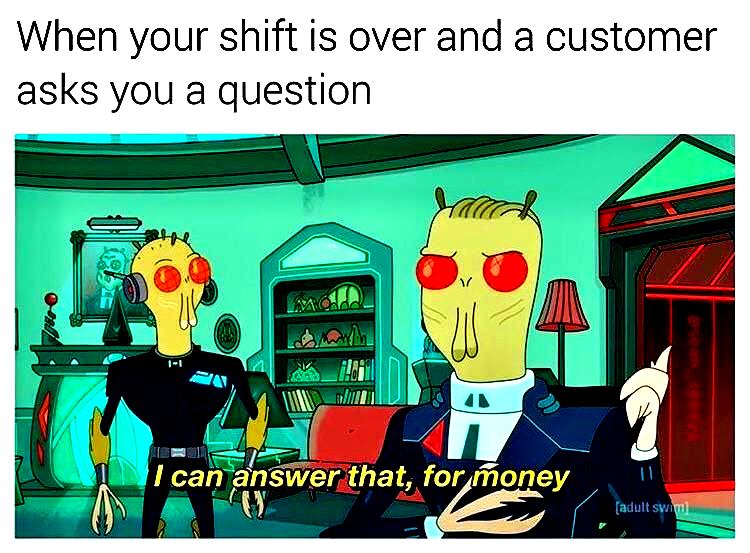 When your shift is over and a customer
asks you a question
I can answer that, for money
[adult swim]